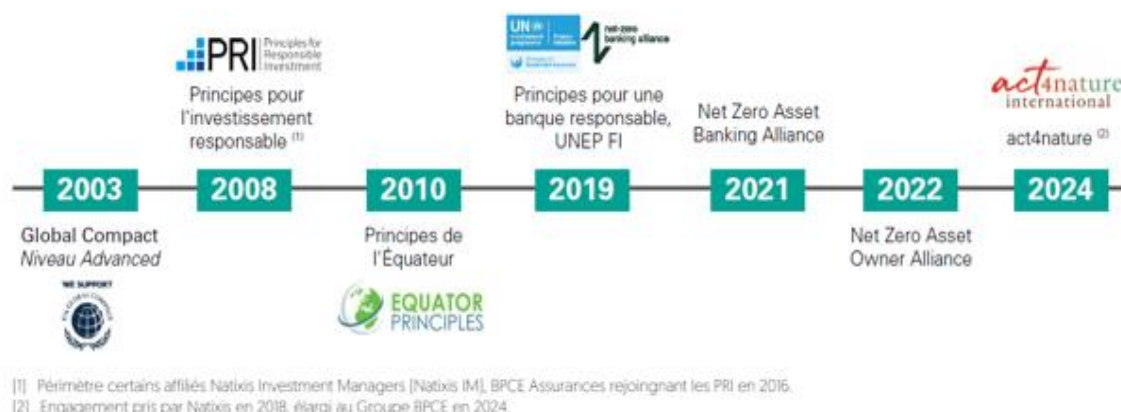 PRI Principles for
Responsible
Investment
Principes pour
l'investissement
responsable (1)
UN
net-zero
banking alliance
Principes pour une
banque responsable,
UNEP FI
Net Zero Asset
Banking Alliance
act4nature
international
act4nature (2)
2003
2008
2010
2019
2021
2022
2024
Global Compact
Niveau Advanced
WE SUPPORT
Principes de
l'Équateur
EQUATOR
PRINCIPLES
Net Zero Asset
Owner Alliance
[1] Périmètre certains affiliés Natixis Investment Managers [Natixis IM], BPCE Assurances rejoingnant les PRI en 2016.
[2] Engagement pris par Natixis en 2018, élargi au Groupe BPCE en 2024